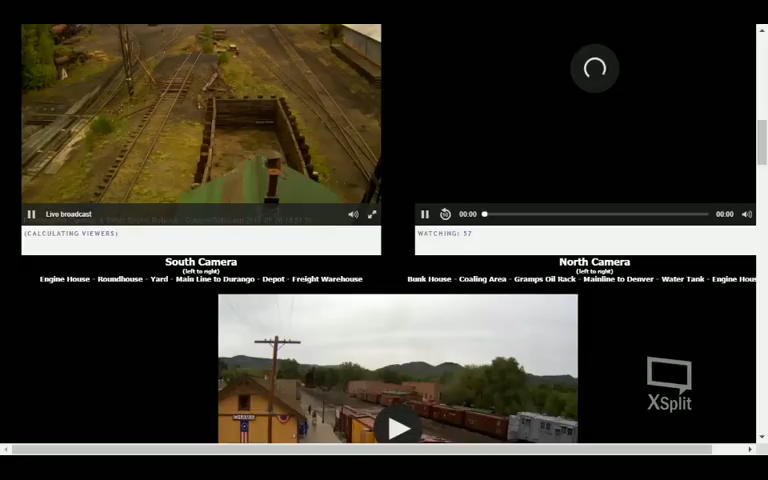 Live broadcast
00:00
00:00
(CALCULATING VIEWERS)
WATCHING: 57
South Camera
(left to right)
Engine House - Roundhouse - Yard - Main Line to Durango - Depot - Freight Warehouse
North Camera
(left to right)
Bunk House - Coaling Area - Gramps Oil Rack - Mainline to Denver - Water Tank - Engine Hous
CHAMA
XSplit